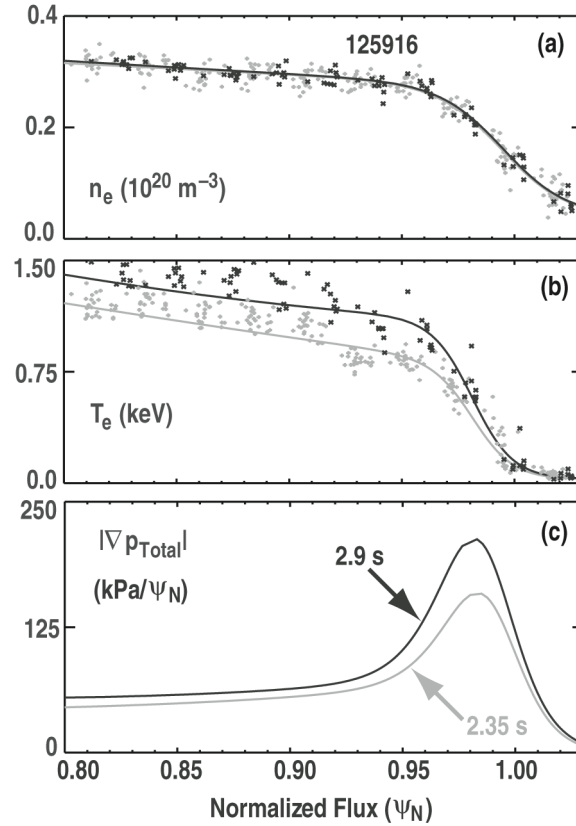 0.4
125916
(a)
0.2
n_e (10^20 m^−3)
0.0
1.50
(b)
0.75
T_e (keV)
0.0
250
(c)
|∇ p_Total|
2.9 s
(kPa/ψ_N)
125
2.35 s
0
0.80 0.85 0.90 0.95 1.00
Normalized Flux (ψ_N)